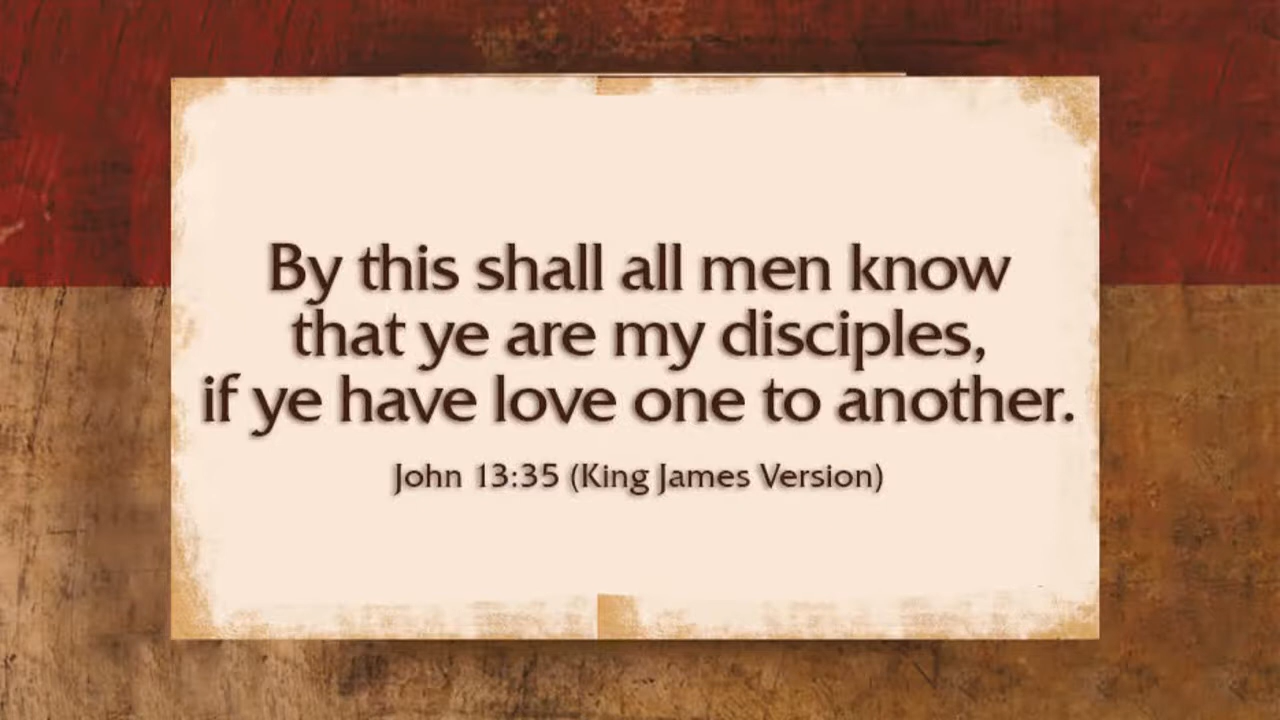 By this shall all men know
that ye are my disciples,
if ye have love one to another.
John 13:35 (King James Version)